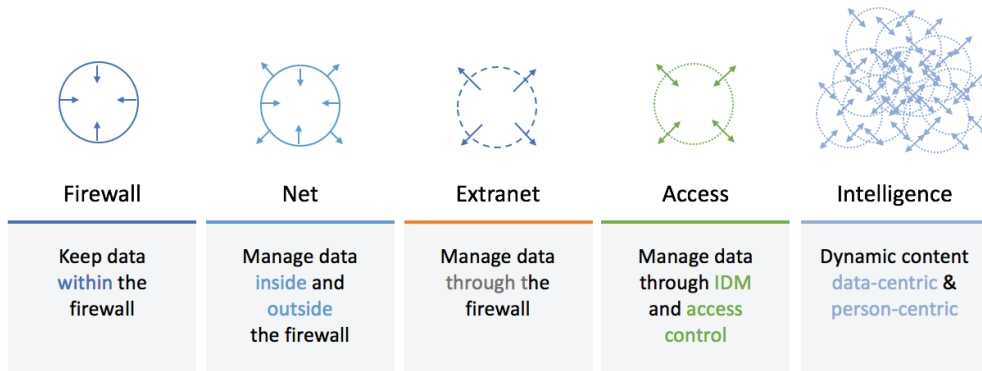 Firewall
Net
Extranet
Access
Intelligence
Keep data
within the
firewall
Manage data
inside and
outside
the firewall
Manage data
through the
firewall
Manage data
through IDM
and access
control
Dynamic content
data-centric &
person-centric